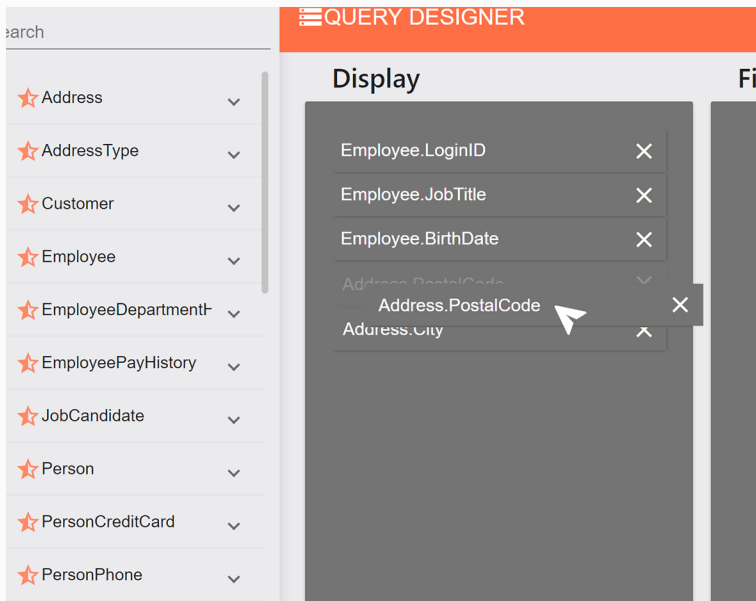 earch
QUERY DESIGNER
Display
Fi
Address
AddressType
Customer
Employee
EmployeeDepartmentH
EmployeePayHistory
JobCandidate
Person
PersonCreditCard
PersonPhone
Employee.LoginID
Employee.JobTitle
Employee.BirthDate
Address.PostalCode
Address.PostalCode
Address.City